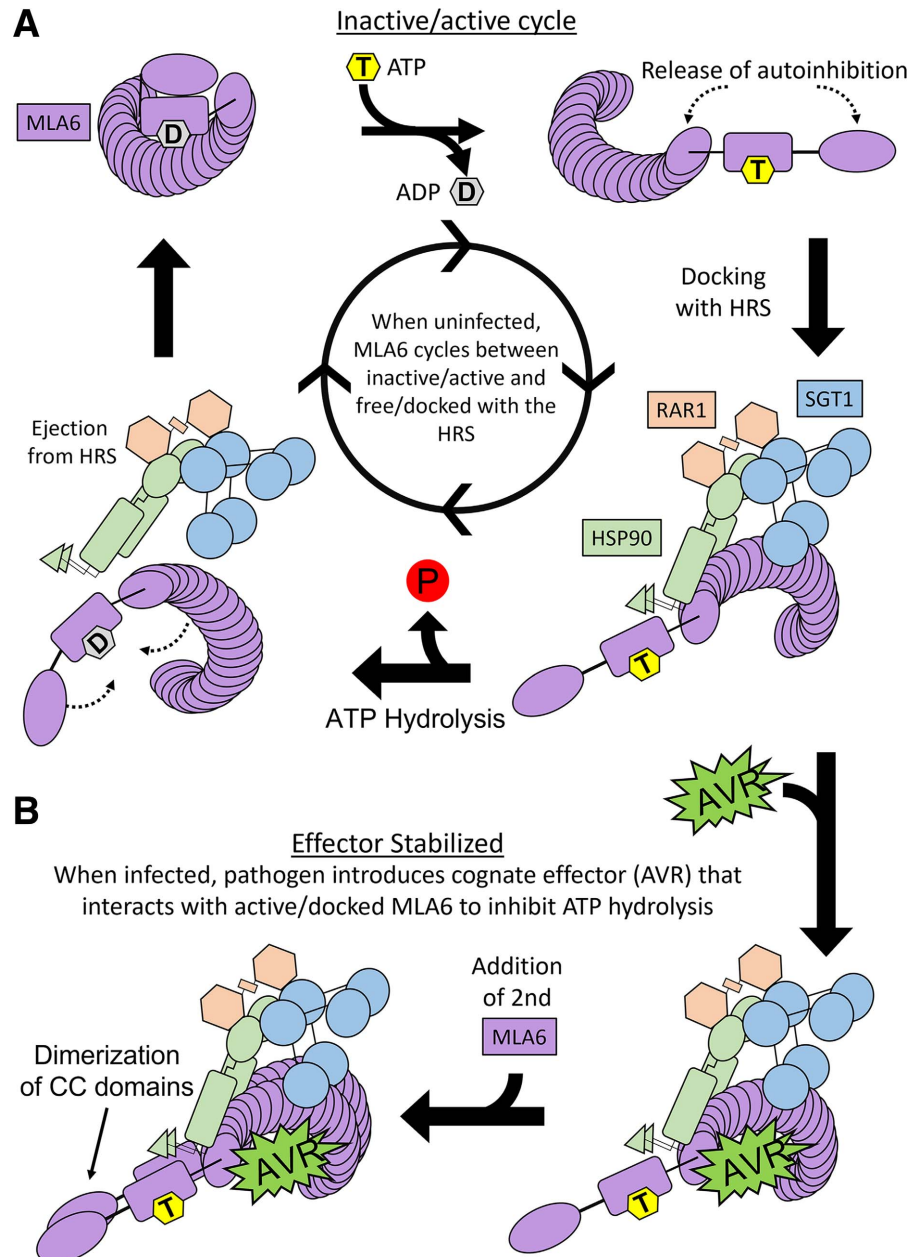 A
Inactive/active cycle
MLA6
D
T
ATP
ADP
D
Release of autoinhibition
T
Docking
with HRS
When uninfected,
MLA6 cycles between
inactive/active and
free/docked with the
HRS
Ejection
from HRS
RAR1
SGT1
HSP90
D
P
ATP Hydrolysis
T
B
AVR
Effector Stabilized
When infected, pathogen introduces cognate effector (AVR) that
interacts with active/docked MLA6 to inhibit ATP hydrolysis
Addition
of 2nd
MLA6
Dimerization
of CC domains
AVR
T
AVR
T